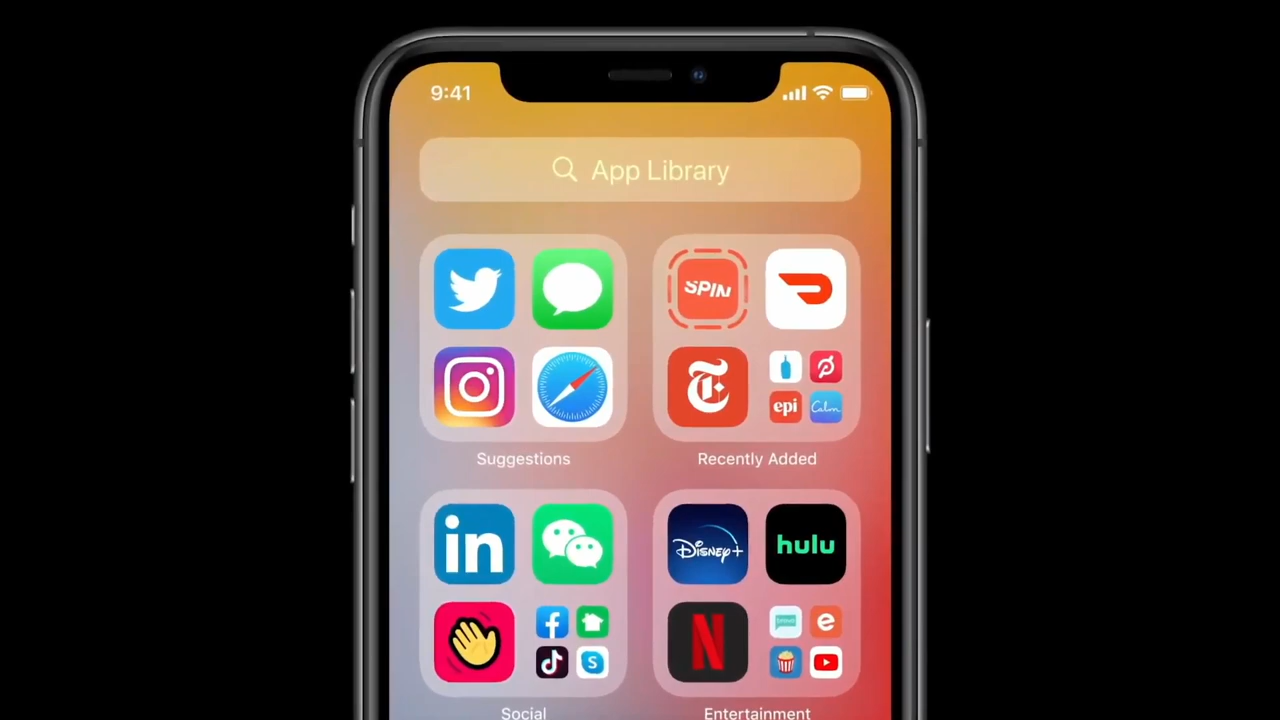 9:41
App Library
SPIN
epi
Calm
Suggestions
Recently Added
in
Disney+
hulu
Social
Entertainment